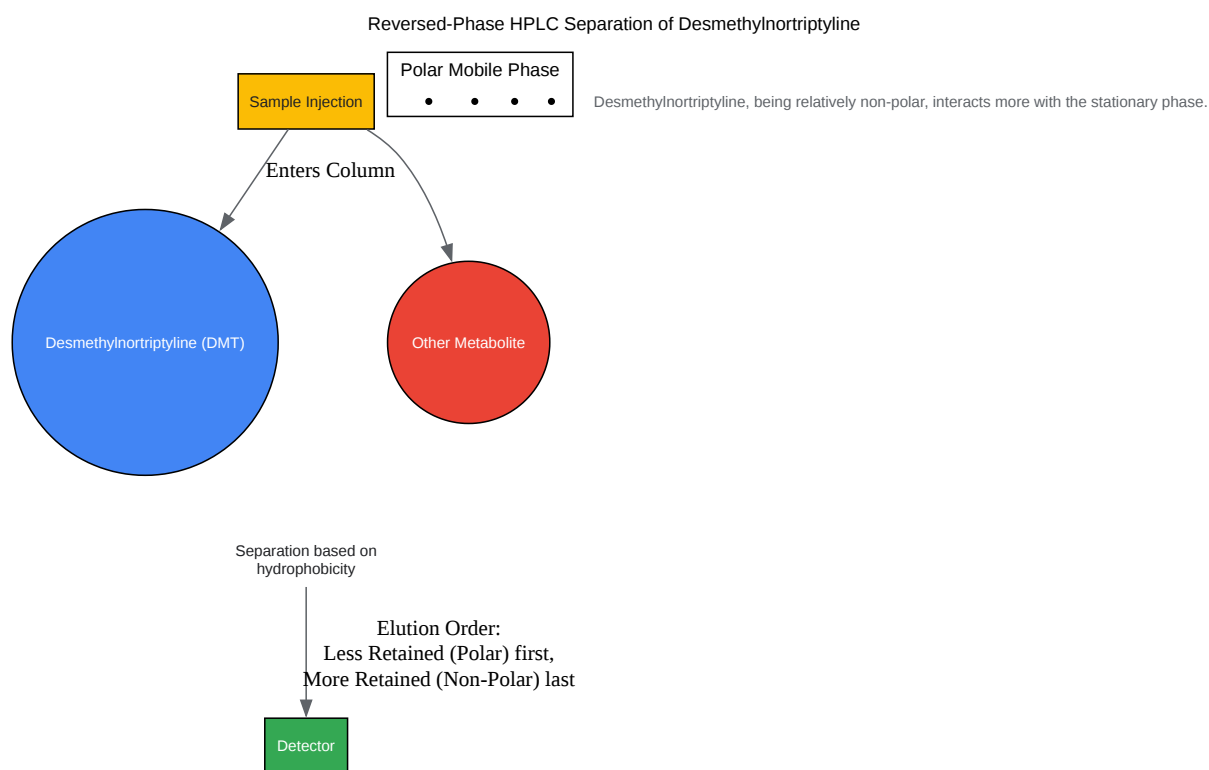 Reversed-Phase HPLC Separation of Desmethylnortriptyline
Polar Mobile Phase
Sample Injection
Desmethylnortriptyline, being relatively non-polar, interacts more with the stationary phase.
Enters Column
Desmethylnortriptyline (DMT)
Other Metabolite
Separation based on
hydrophobicity
Elution Order:
Less Retained (Polar) first,
More Retained (Non-Polar) last
Detector